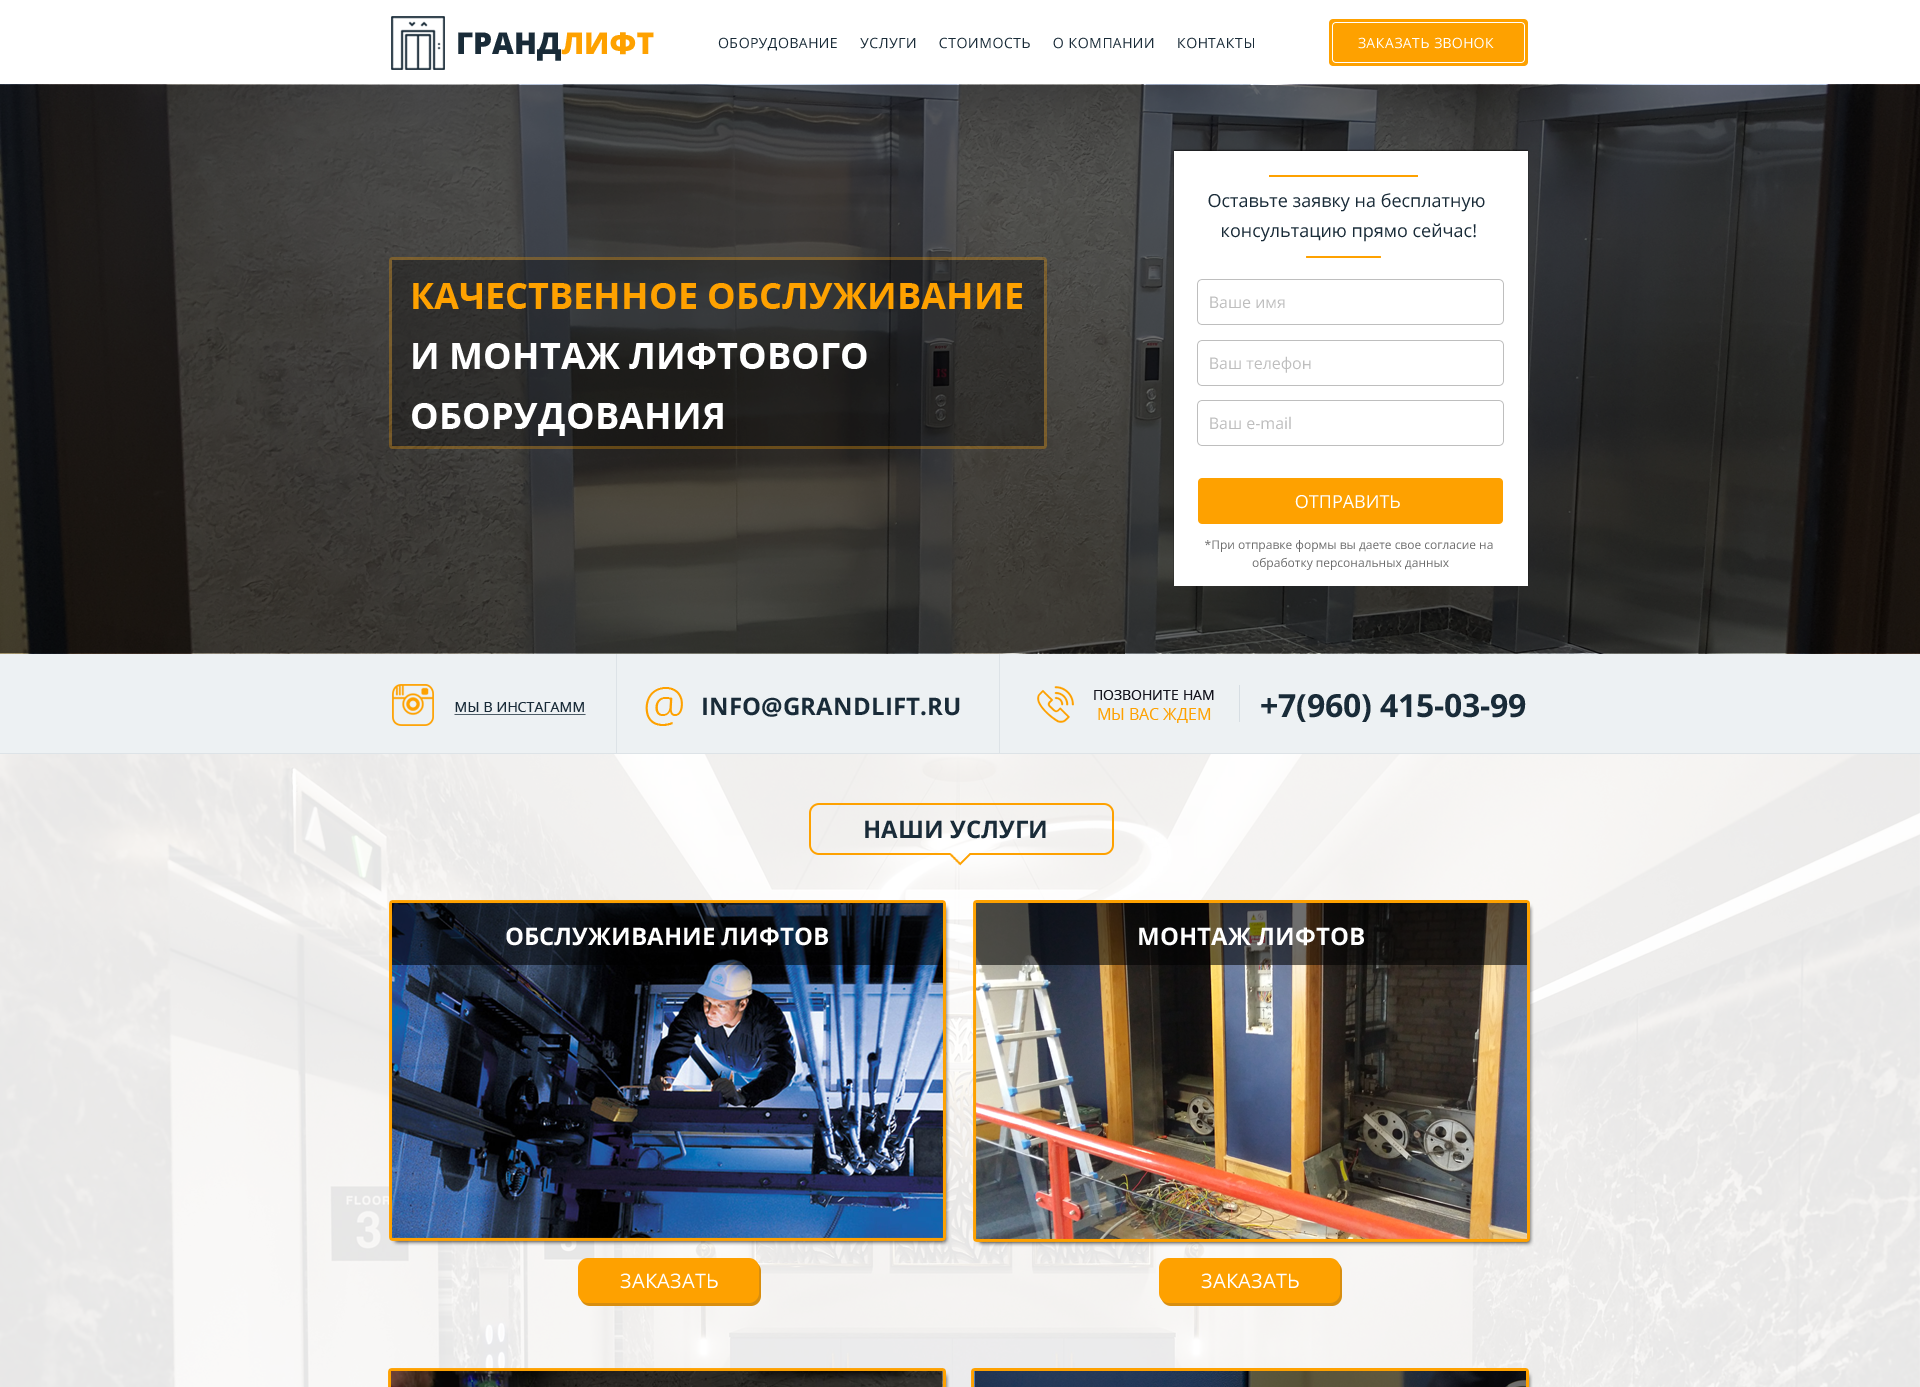 ГРАНДЛИФТ
ОБОРУДОВАНИЕ УСЛУГИ СТОИМОСТЬ О КОМПАНИИ КОНТАКТЫ
ЗАКАЗАТЬ ЗВОНОК
КАЧЕСТВЕННОЕ ОБСЛУЖИВАНИЕ
И МОНТАЖ ЛИФТОВОГО
ОБОРУДОВАНИЯ
Оставьте заявку на бесплатную
консультацию прямо сейчас!
Ваше имя
Ваш телефон
Ваш e-mail
ОТПРАВИТЬ
*При отправке формы вы даете свое согласие на
обработку персональных данных
МЫ В ИНСТАГАММ
@ INFO@GRANDLIFT.RU
ПОЗВОНИТЕ НАМ
МЫ ВАС ЖДЕМ
+7(960) 415-03-99
НАШИ УСЛУГИ
ОБСЛУЖИВАНИЕ ЛИФТОВ
МОНТАЖ ЛИФТОВ
FLOOR
3
ЗАКАЗАТЬ
ЗАКАЗАТЬ